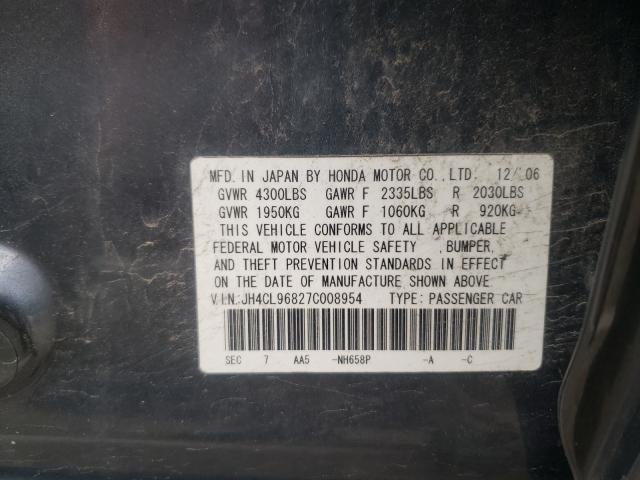 MFD. IN JAPAN BY HONDA MOTOR CO.,LTD. 12/'06
GVWR 4300LBS GAWR F 2335LBS R 2030LBS
GVWR 1950KG GAWR F 1060KG R 920KG
THIS VEHICLE CONFORMS TO ALL APPLICABLE
FEDERAL MOTOR VEHICLE SAFETY ,BUMPER,
AND THEFT PREVENTION STANDARDS IN EFFECT
ON THE DATE OF MANUFACTURE SHOWN ABOVE.
VIN:JH4CL96827C008954 TYPE: PASSENGER CAR
SEC 7 AA5 -NH658P -A -C